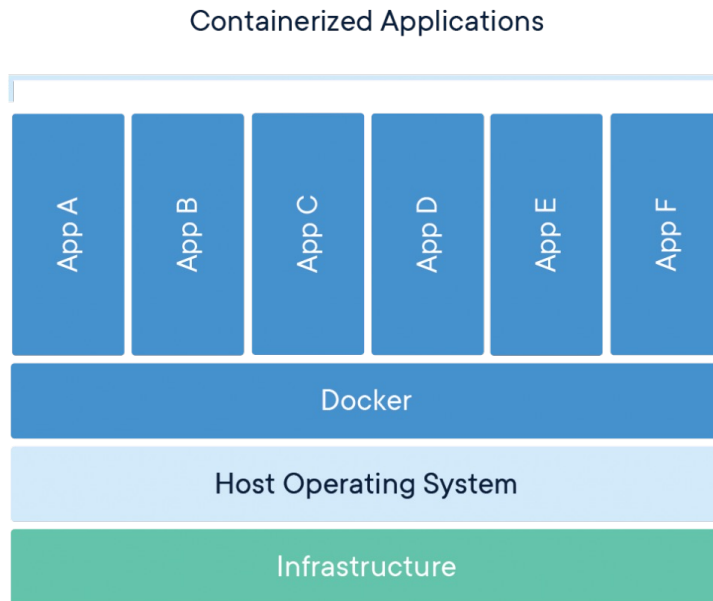 Containerized Applications
App A
App B
App C
App D
App E
App F
Docker
Host Operating System
Infrastructure